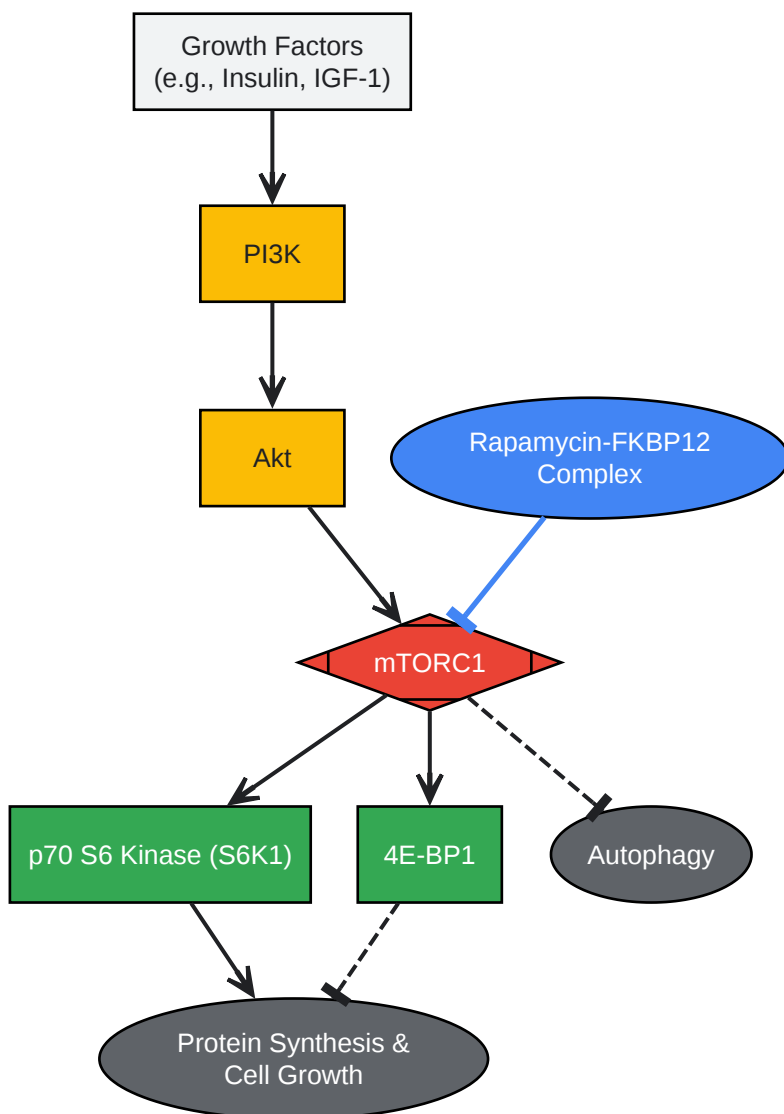 Growth Factors
(e.g., Insulin, IGF-1)
PI3K
Akt
Rapamycin-FKBP12
Complex
mTORC1
p70 S6 Kinase (S6K1)
4E-BP1
Autophagy
Protein Synthesis &
Cell Growth